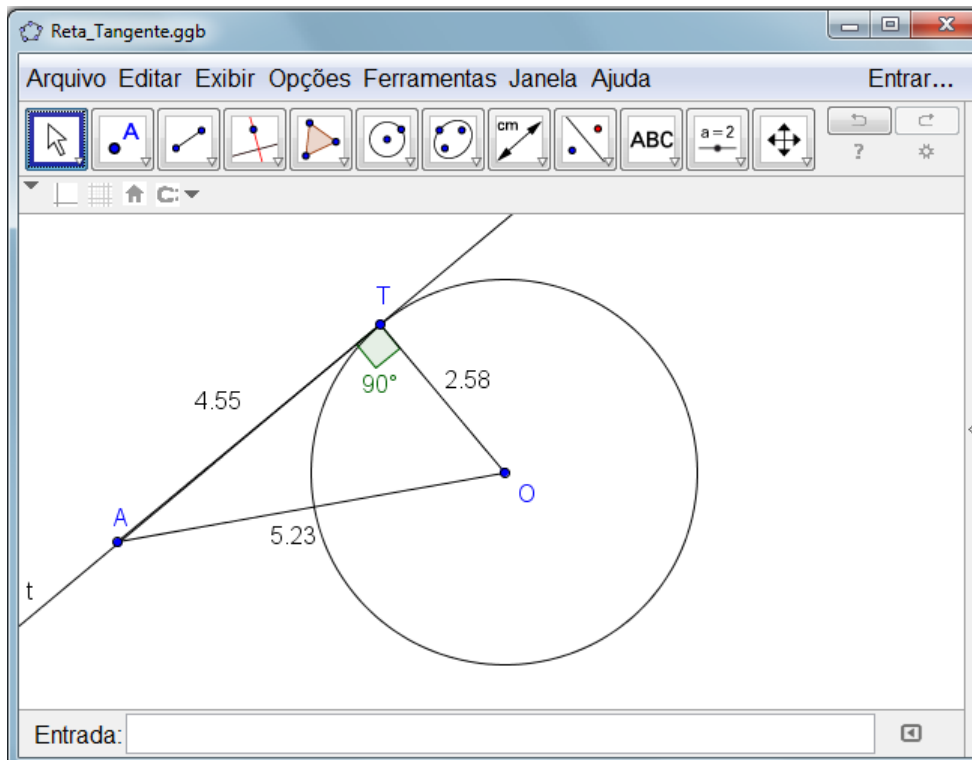 Reta_Tangente.ggb
Arquivo Editar Exibir Opções Ferramentas Janela Ajuda Entrar...
A cm ABC a=2
?
T
90°
2.58
4.55
A
O
5.23
t
Entrada: